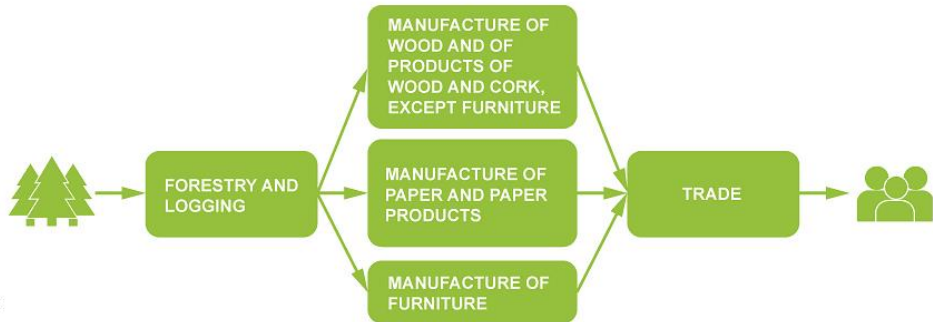 FORESTRY AND
LOGGING
MANUFACTURE OF
WOOD AND OF
PRODUCTS OF
WOOD AND CORK,
EXCEPT FURNITURE
MANUFACTURE OF
PAPER AND PAPER
PRODUCTS
MANUFACTURE OF
FURNITURE
TRADE